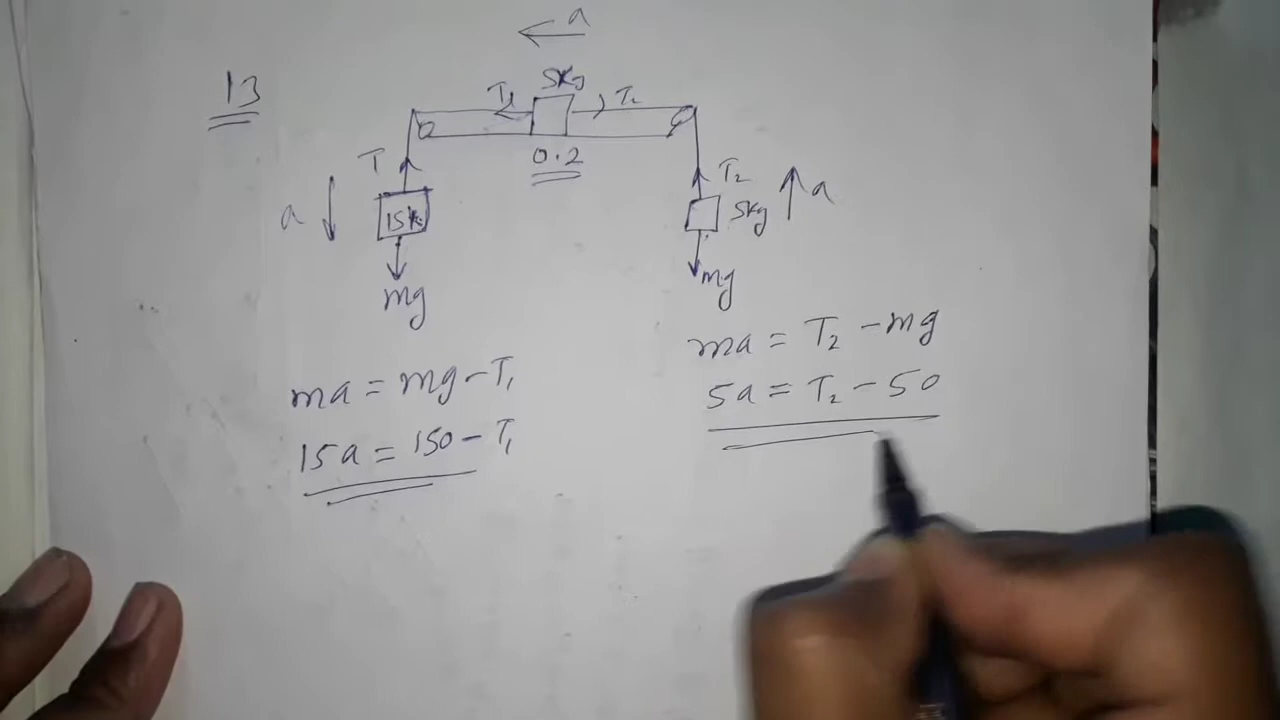 a
13
5kg
T₁
T₂
0.2
T
T₂
a
15k
5kg
a
mg
mg
ma = mg - T₁
ma = T₂ - mg
15a = 150 - T₁
5a = T₂ - 50